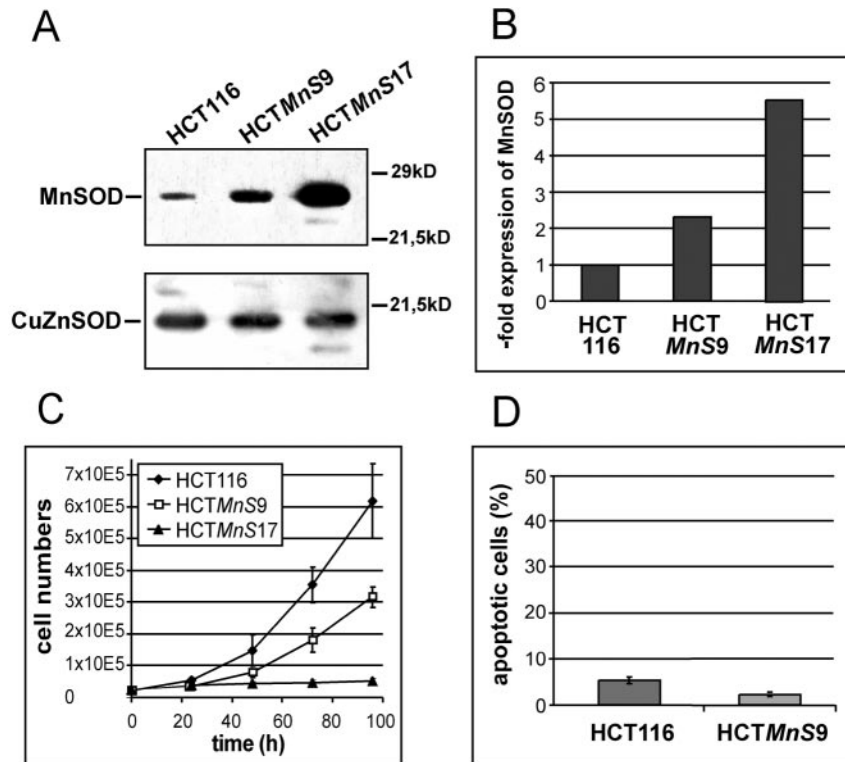 A
HCT116
HCTMnS9
HCTMnS17
MnSOD
29kD
21,5kD
CuZnSOD
21,5kD
B
-fold expression of MnSOD
6
5
4
3
2
1
0
HCT 116
HCT MnS9
HCT MnS17
C
cell numbers
7x10E5
6x10E5
5x10E5
4x10E5
3x10E5
2x10E5
1x10E5
0
HCT116
HCTMnS9
HCTMnS17
0 20 40 60 80 100
time (h)
D
apoptotic cells (%)
50
40
30
20
10
0
HCT116
HCTMnS9